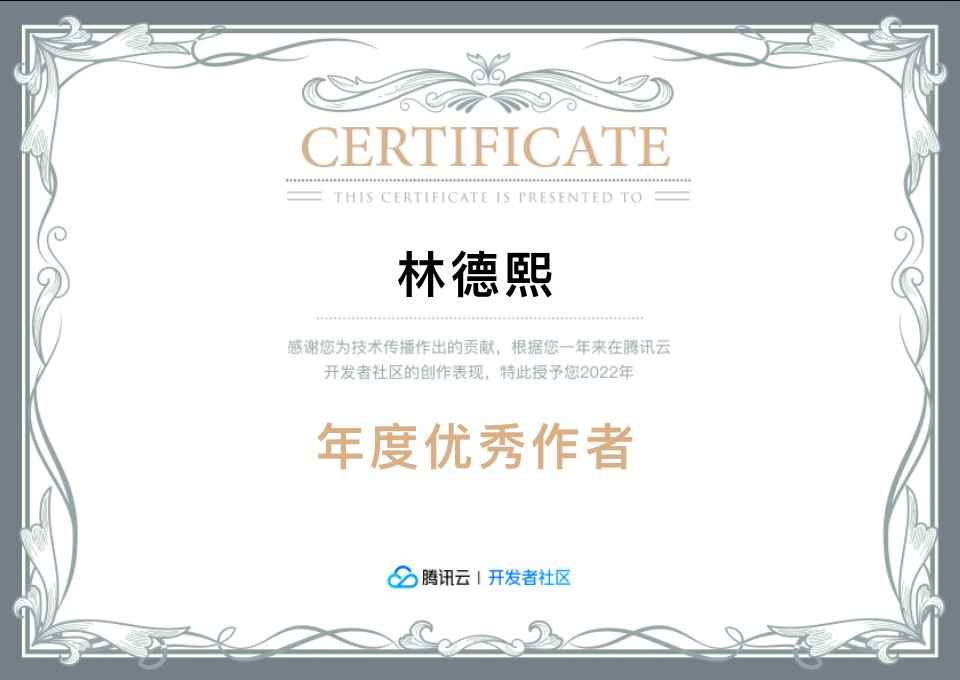 CERTIFICATE
THIS CERTIFICATE IS PRESENTED TO
林德熙
感谢您为技术传播作出的贡献，根据您一年来在腾讯云
开发者社区的创作表现，特此授予您2022年
年度优秀作者
腾讯云 | 开发者社区